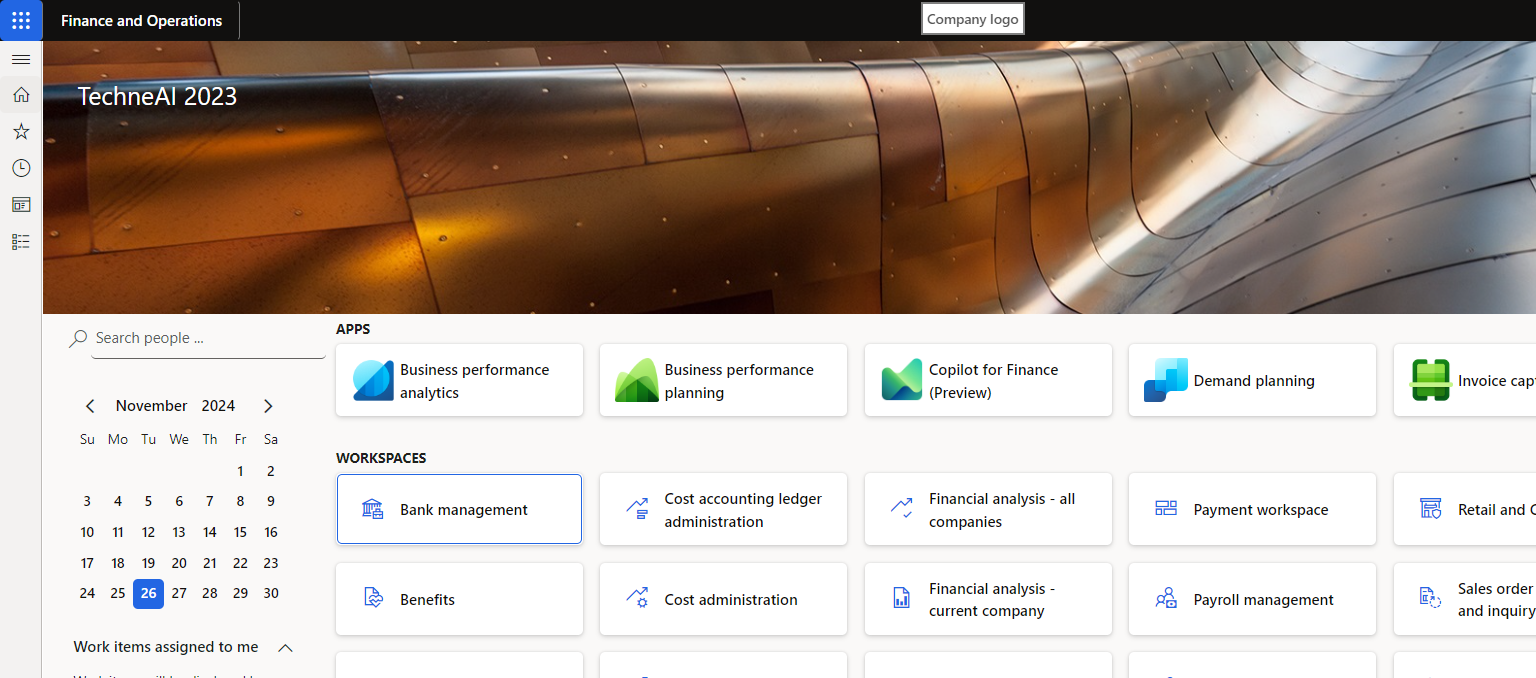 Finance and Operations
Company logo
TechneAI 2023
Search people ...
November 2024
Su Mo Tu We Th Fr Sa
1 2
3 4 5 6 7 8 9
10 11 12 13 14 15 16
17 18 19 20 21 22 23
24 25 26 27 28 29 30
Work items assigned to me
APPS
Business performance
analytics
Business performance
planning
Copilot for Finance
(Preview)
Demand planning
Invoice
WORKSPACES
Bank management
Cost accounting ledger
administration
Financial analysis - all
companies
Payment workspace
Retail and
Benefits
Cost administration
Financial analysis -
current company
Payroll management
Sales order
and inquiry